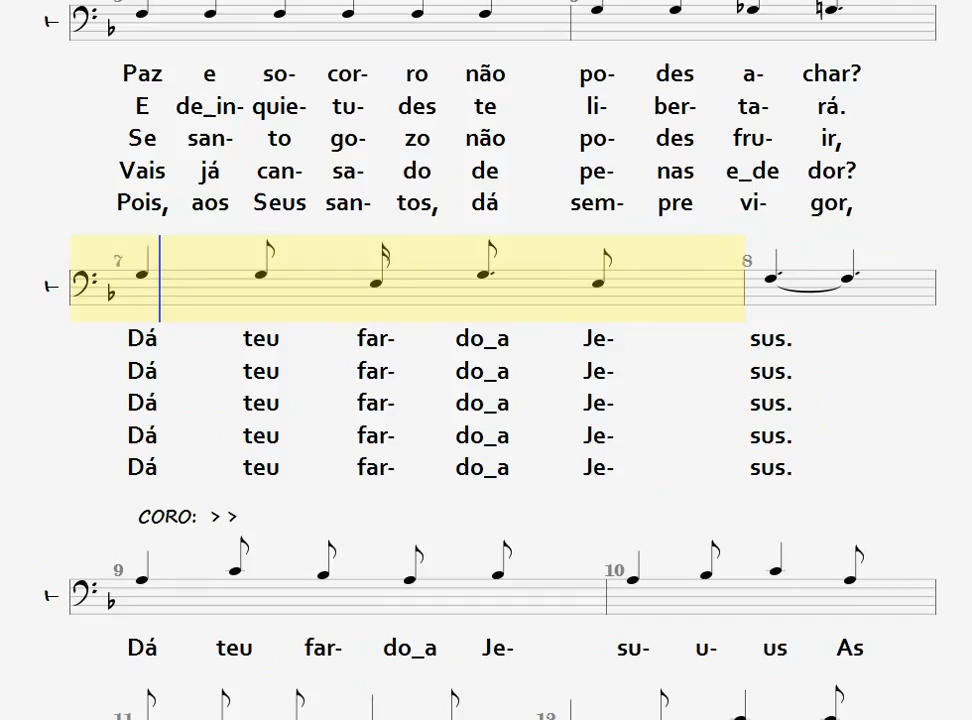 Paz e so- cor- ro não po- des a- char?
E de_in- quie- tu- des te li- ber- ta- rá.
Se san- to go- zo não po- des fru- ir,
Vais já can- sa- do de pe- nas e_de dor?
Pois, aos Seus san- tos, dá sem- pre vi- gor,
7 8
Dá teu far- do_a Je- sus.
Dá teu far- do_a Je- sus.
Dá teu far- do_a Je- sus.
Dá teu far- do_a Je- sus.
Dá teu far- do_a Je- sus.
CORO: > >
9 10
Dá teu far- do_a Je- su- u- us As
11 12